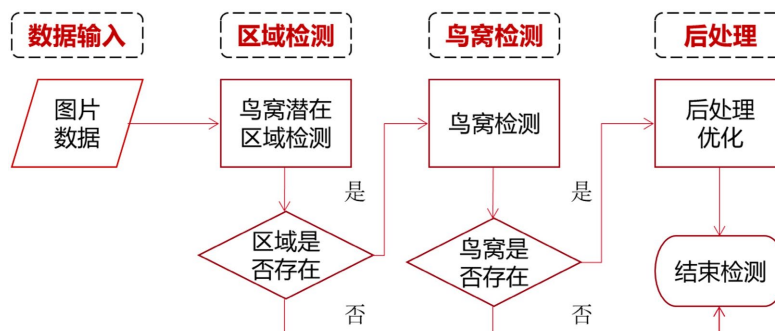 数据输入
区域检测
鸟窝检测
后处理
图片
数据
鸟窝潜在
区域检测
鸟窝检测
后处理
优化
是
是
区域是
否存在
鸟窝是
否存在
结束检测
否
否